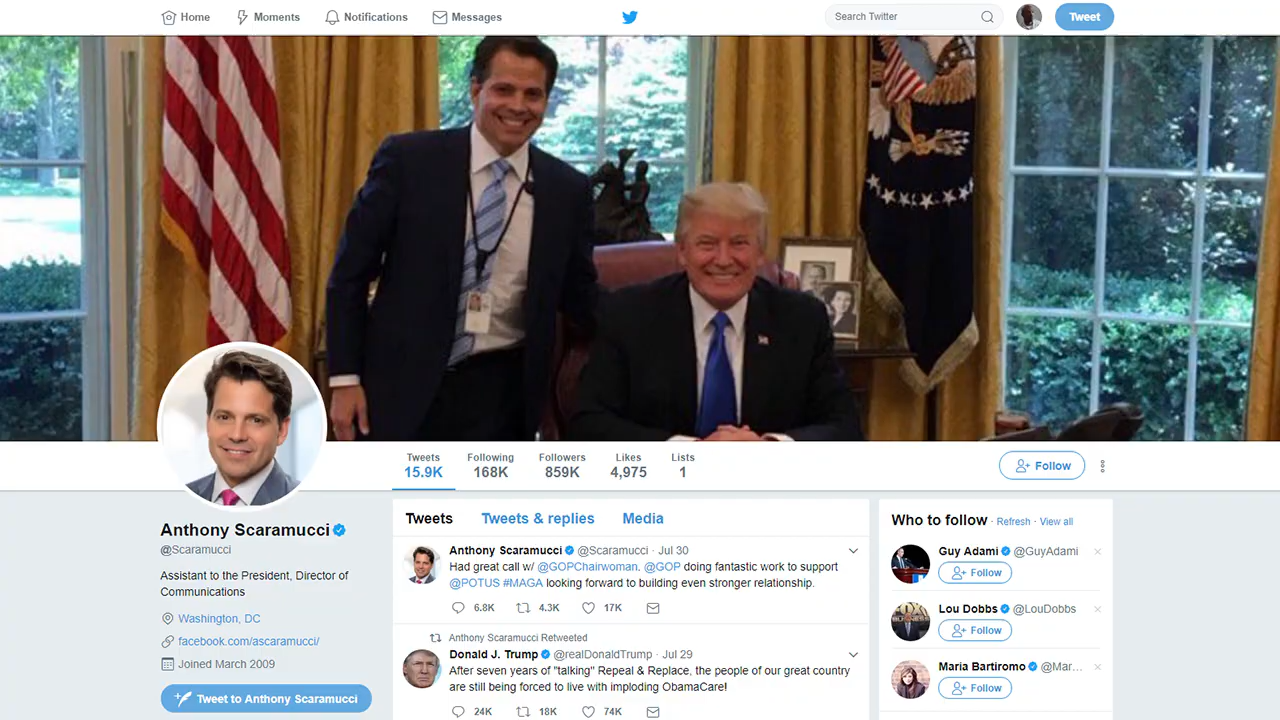 Home Moments Notifications Messages Search Twitter Tweet
Tweets Following Followers Likes Lists
15.9K 168K 859K 4,975 1
Follow
Anthony Scaramucci
@Scaramucci
Assistant to the President, Director of
Communications
Washington, DC
facebook.com/ascaramucci/
Joined March 2009
Tweet to Anthony Scaramucci
Tweets Tweets & replies Media
Anthony Scaramucci @Scaramucci · Jul 30
Had great call w/ @GOPChairwoman. @GOP doing fantastic work to support
@POTUS #MAGA looking forward to building even stronger relationship.
6.8K 4.3K 17K
Anthony Scaramucci Retweeted
Donald J. Trump @realDonaldTrump · Jul 29
After seven years of "talking" Repeal & Replace, the people of our great country
are still being forced to live with imploding ObamaCare!
24K 18K 74K
Who to follow · Refresh · View all
Guy Adami @GuyAdami
Follow
Lou Dobbs @LouDobbs
Follow
Maria Bartiromo @Mar...
Follow